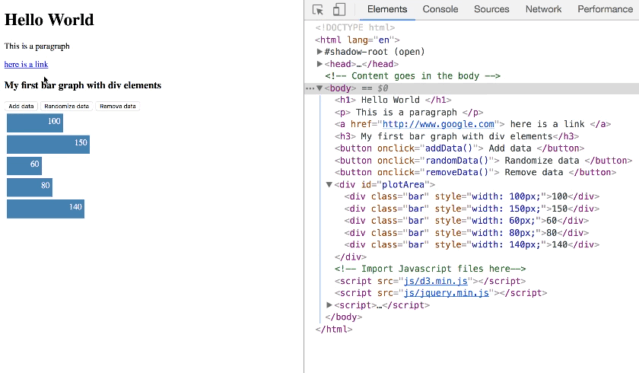 Hello World
This is a paragraph
here is a link
My first bar graph with div elements
Add data Randomize data Remove data
100
150
60
80
140
Elements Console Sources Network Performance
<!DOCTYPE html>
<html lang="en">
▶#shadow-root (open)
▶<head>…</head>
<!-- Content goes in the body -->
▼<body> == $0
<h1> Hello World </h1>
<p> This is a paragraph </p>
<a href="http://www.google.com"> here is a link </a>
<h3> My first bar graph with div elements</h3>
<button onclick="addData()"> Add data </button>
<button onclick="randomData()"> Randomize data </button>
<button onclick="removeData()"> Remove data </button>
▼<div id="plotArea">
<div class="bar" style="width: 100px;">100</div>
<div class="bar" style="width: 150px;">150</div>
<div class="bar" style="width: 60px;">60</div>
<div class="bar" style="width: 80px;">80</div>
<div class="bar" style="width: 140px;">140</div>
</div>
<!-- Import Javascript files here-->
<script src="js/d3.min.js"></script>
<script src="js/jquery.min.js"></script>
▶<script>…</script>
</body>
</html>